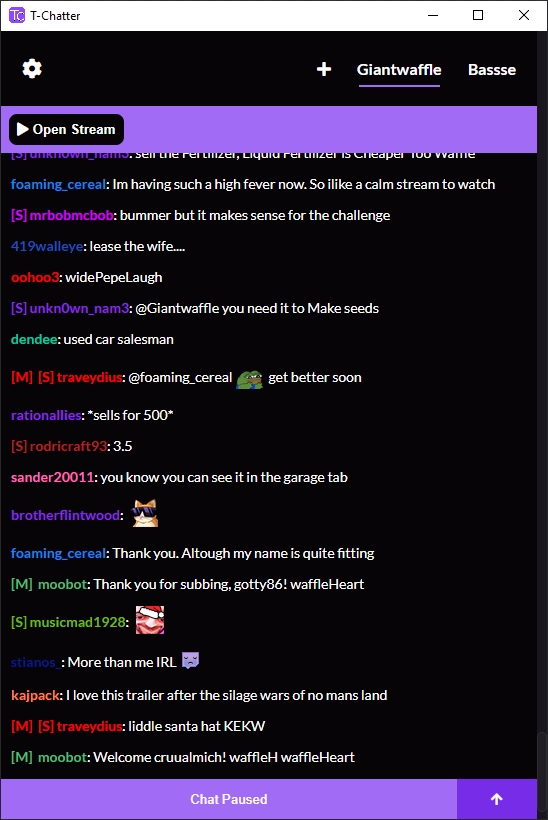 TC T-Chatter
Giantwaffle Bassse
Open Stream
[S] unkn0wn_nam3: sell the Fertilizer, Liquid Fertilizer is Cheaper Too Waffle
foaming_cereal: Im having such a high fever now. So ilike a calm stream to watch
[S] mrbobmcbob: bummer but it makes sense for the challenge
419walleye: lease the wife....
oohoo3: widePepeLaugh
[S] unkn0wn_nam3: @Giantwaffle you need it to Make seeds
dendee: used car salesman
[M] [S] traveydius: @foaming_cereal get better soon
rationallies: *sells for 500*
[S] rodricraft93: 3.5
sander20011: you know you can see it in the garage tab
brotherflintwood:
foaming_cereal: Thank you. Altough my name is quite fitting
[M] moobot: Thank you for subbing, gotty86! waffleHeart
[S] musicmad1928:
stianos_: More than me IRL
kajpack: I love this trailer after the silage wars of no mans land
[M] [S] traveydius: liddle santa hat KEKW
[M] moobot: Welcome cruualmich! waffleH waffleHeart
Chat Paused